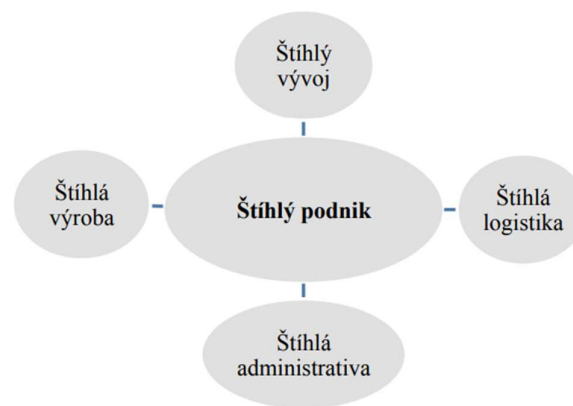 Štíhlý
vývoj
Štíhlá
výroba
Štíhlý podnik
Štíhlá
logistika
Štíhlá
administrativa